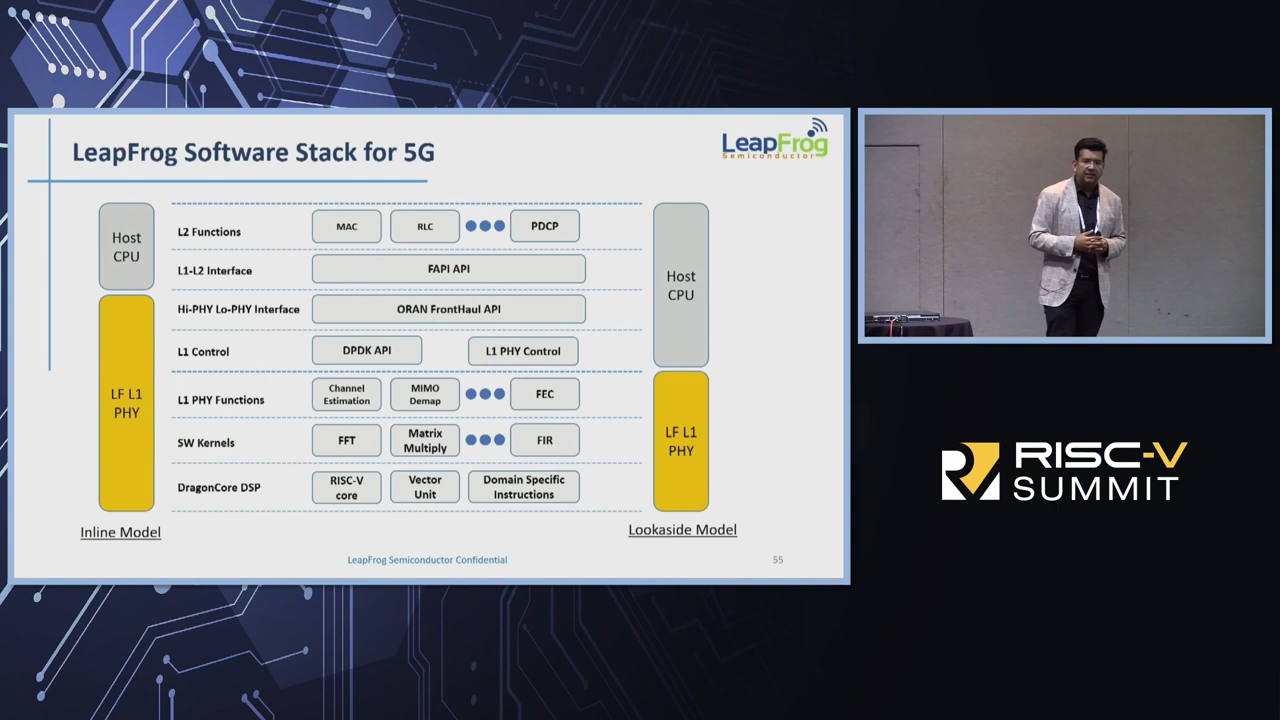 LeapFrog Software Stack for 5G
LeapFrog
Semiconductor
Host
CPU
LF L1
PHY
Inline Model
L2 Functions
MAC
RLC
PDCP
L1-L2 Interface
FAPI API
Hi-PHY Lo-PHY Interface
ORAN FrontHaul API
L1 Control
DPDK API
L1 PHY Control
L1 PHY Functions
Channel
Estimation
MIMO
Demap
FEC
SW Kernels
FFT
Matrix
Multiply
FIR
DragonCore DSP
RISC-V
core
Vector
Unit
Domain Specific
Instructions
Host
CPU
LF L1
PHY
Lookaside Model
LeapFrog Semiconductor Confidential
55
RISC-V
SUMMIT